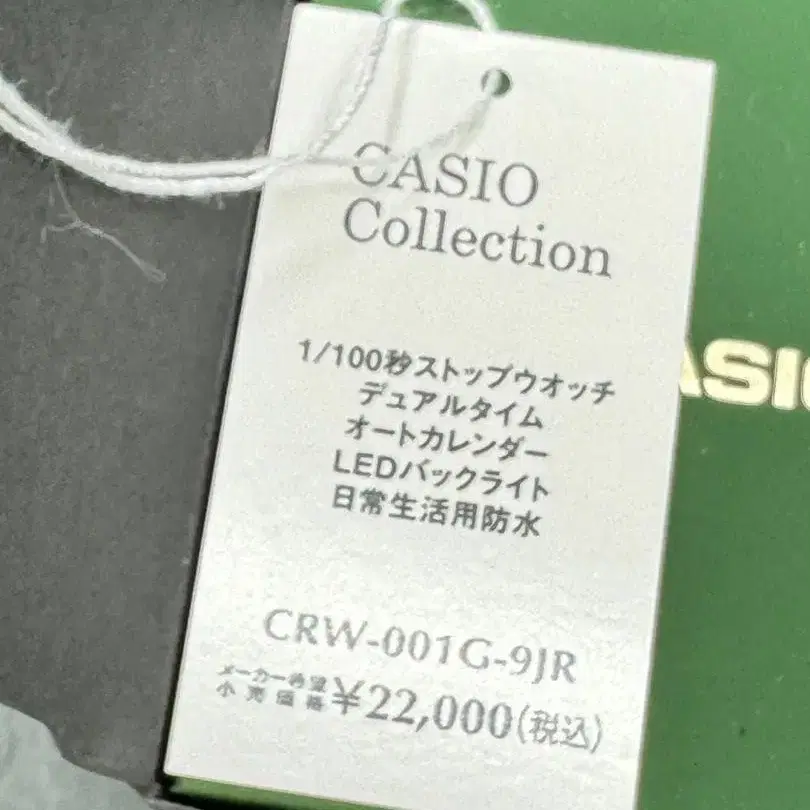 CASIO
Collection
1/100秒ストップウオッチ
デュアルタイム
オートカレンダー
LEDバックライト
日常生活用防水
CRW-001G-9JR
メーカー希望
小売価格 ¥22,000(税込)
ASIO